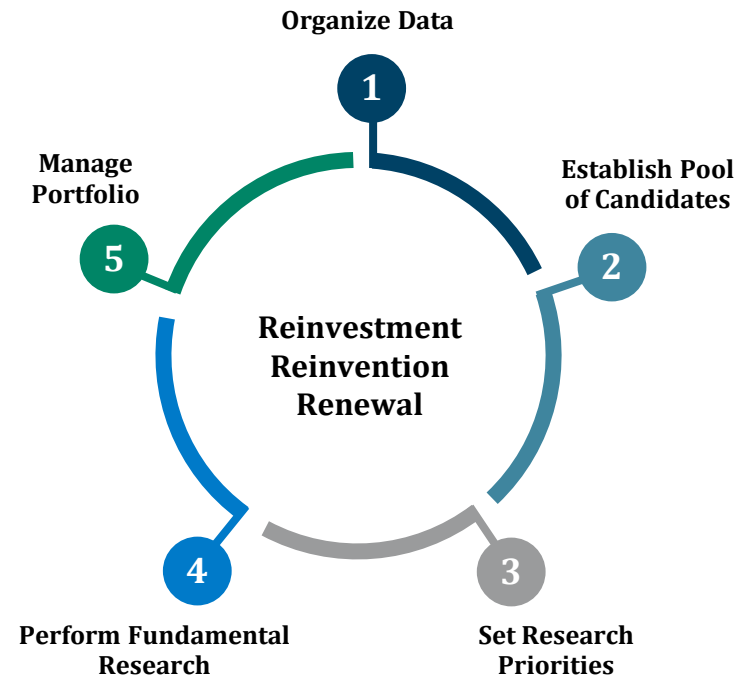 Organize Data
1
Establish Pool
of Candidates
2
Set Research
Priorities
3
Perform Fundamental
Research
4
Manage
Portfolio
5
Reinvestment
Reinvention
Renewal